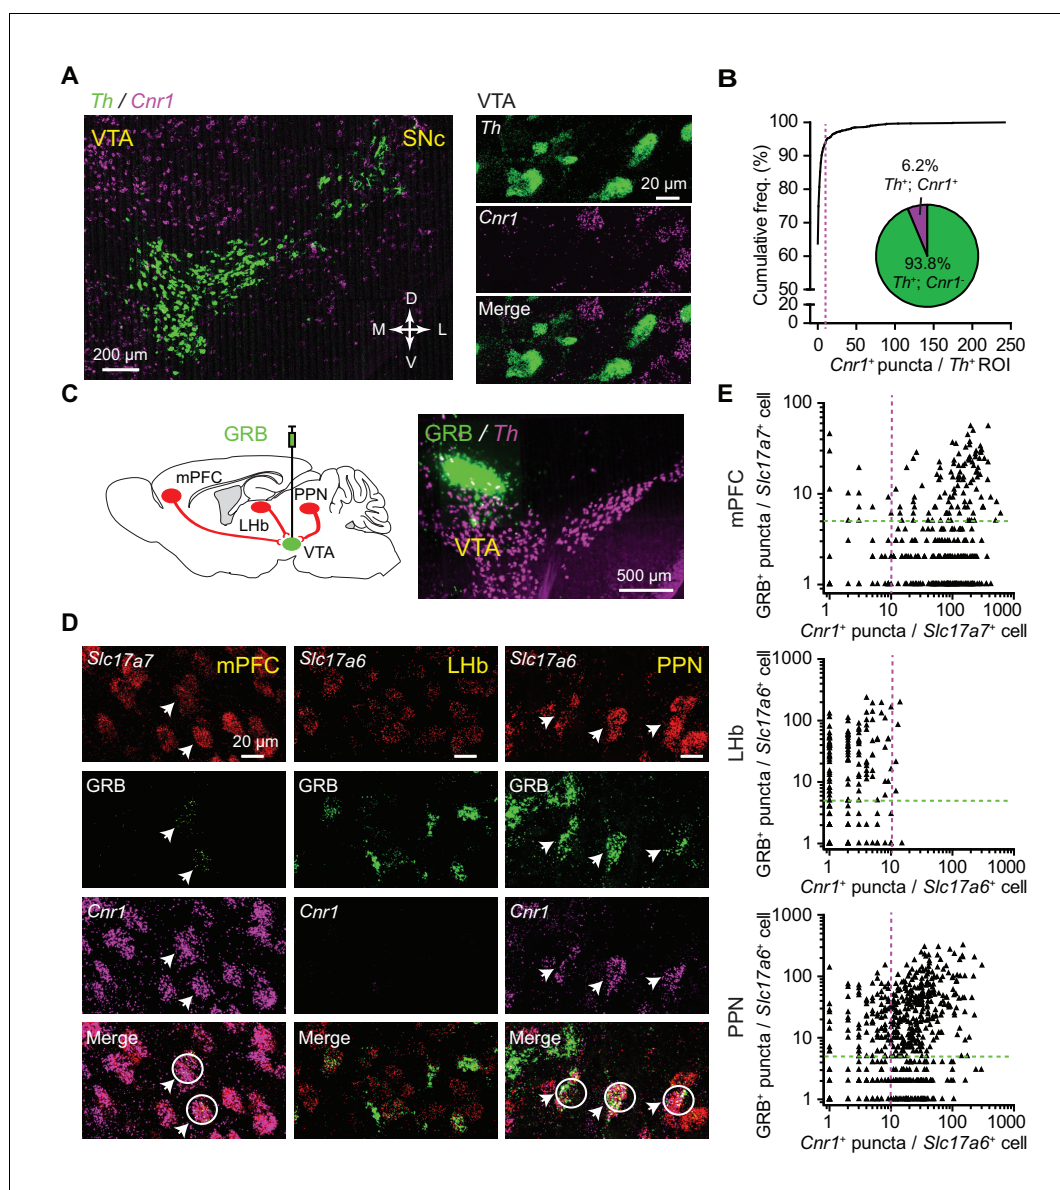 A
Th / Cnr1
VTA
SNc
D
M
L
V
200 µm
VTA
Th
20 µm
Cnr1
Merge
B
Cumulative freq. (%)
100
90
80
70
60
50
20
0
6.2%
Th+; Cnr1+
93.8%
Th+; Cnr1-
0
50
100
150
200
250
Cnr1+ puncta / Th+ ROI
C
GRB
mPFC
PPN
LHb
VTA
GRB / Th
VTA
500 µm
D
Slc17a7
mPFC
20 µm
Slc17a6
LHb
Slc17a6
PPN
GRB
GRB
GRB
Cnr1
Cnr1
Cnr1
Merge
Merge
Merge
E
mPFC
GRB+ puncta / Slc17a7+ cell
100
10
1
1
10
100
1000
Cnr1+ puncta / Slc17a7+ cell
LHb
GRB+ puncta / Slc17a6+ cell
1000
100
10
1
1
10
100
1000
Cnr1+ puncta / Slc17a6+ cell
PPN
GRB+ puncta / Slc17a6+ cell
1000
100
10
1
1
10
100
1000
Cnr1+ puncta / Slc17a6+ cell